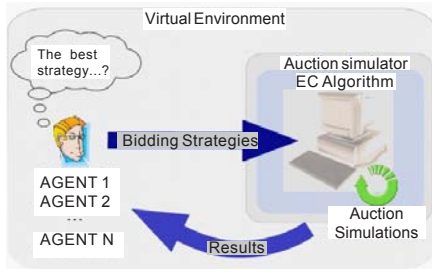 Virtual Environment
The best
strategy...?
Auction simulator
EC Algorithm
Bidding Strategies
AGENT 1
AGENT 2
...
AGENT N
Auction
Simulations
Results